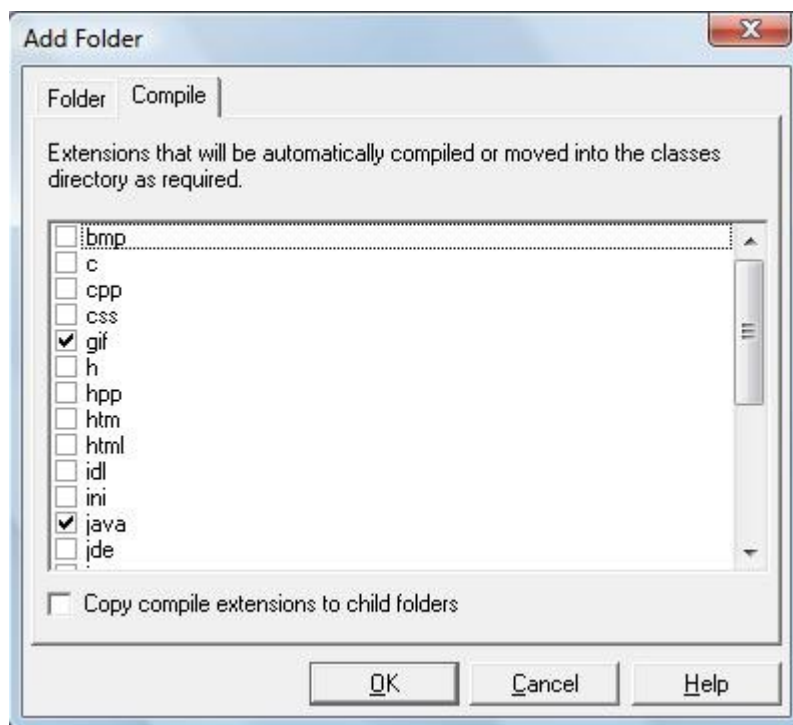 Add Folder
Folder Compile
Extensions that will be automatically compiled or moved into the classes
directory as required.
bmp
c
cpp
css
gif
h
hpp
htm
html
idl
ini
java
jde
Copy compile extensions to child folders
OK Cancel Help